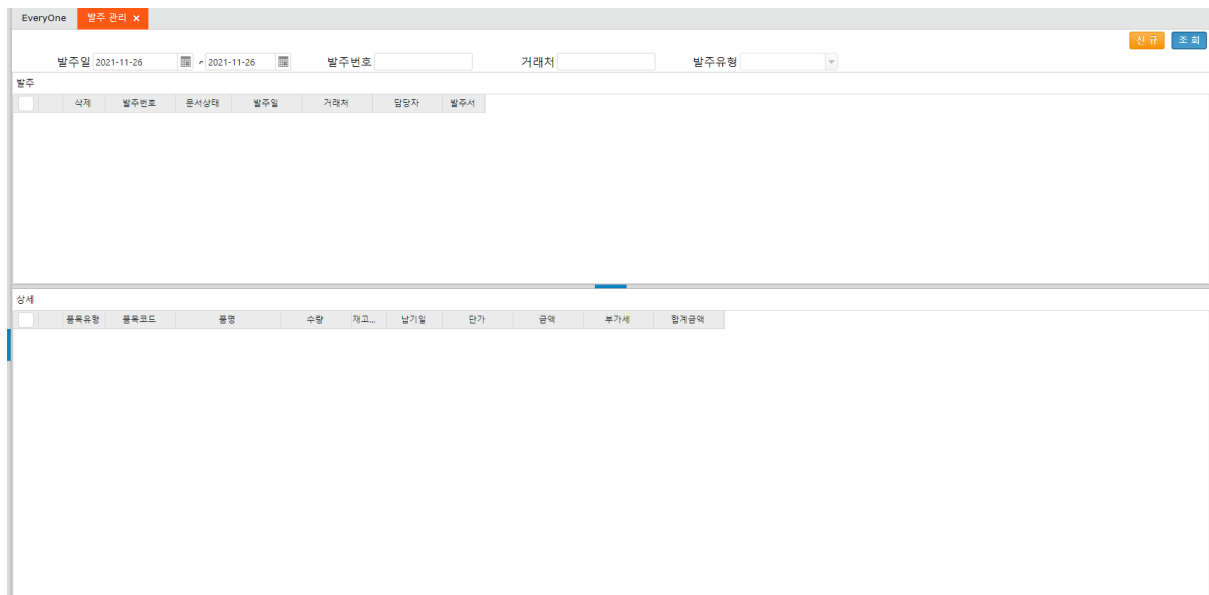 EveryOne 발주 관리 ×
신 규 조 회
발주일 2021-11-26 ~ 2021-11-26 발주번호 거래처 발주유형
발주
삭제 발주번호 문서상태 발주일 거래처 담당자 발주서
상세
품목유형 품목코드 품명 수량 재고... 납기일 단가 금액 부가세 합계금액